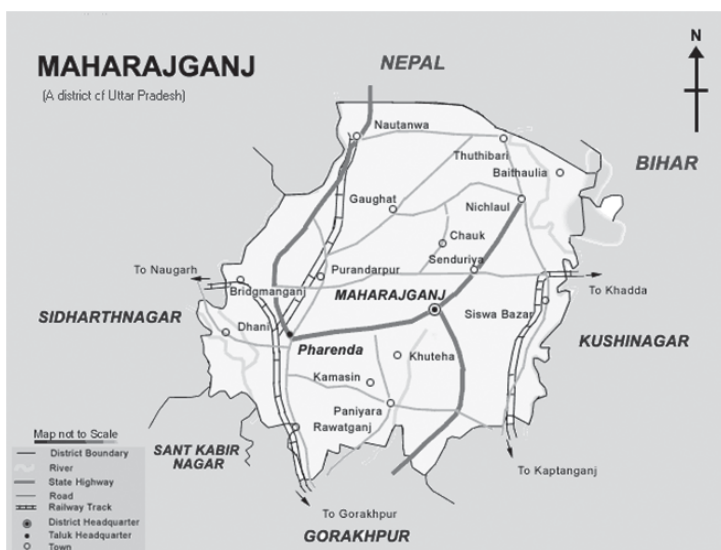 MAHARAJGANJ
(A district cf Uttar Pradesh)
NEPAL
N
BIHAR
Nautanwa
Thuthibari
Baithaulia
Gaughat
Nichlaul
Chauk
Senduriya
To Naugarh
Purandarpur
Bridgmanganj
MAHARAJGANJ
To Khadda
SIDHARTHNAGAR
Siswa Bazar
Dhani
KUSHINAGAR
Pharenda
Khuteha
Kamasin
Paniyara
Rawatganj
SANT KABIR
NAGAR
To Kaptanganj
To Gorakhpur
GORAKHPUR
Map not to Scale
District Boundary
River
State Highway
Road
Railway Track
District Headquarter
Taluk Headquarter
Town